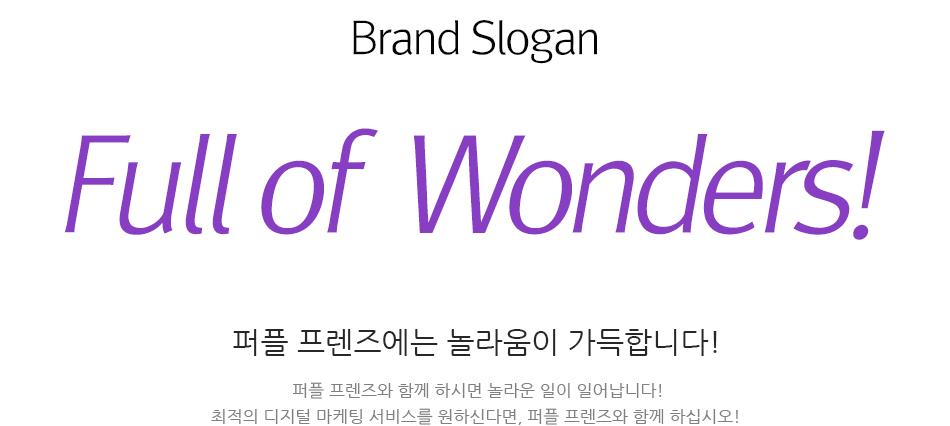 Brand Slogan
Full of Wonders!
퍼플 프렌즈에는 놀라움이 가득합니다!
퍼플 프렌즈와 함께 하시면 놀라운 일이 일어납니다!
최적의 디지털 마케팅 서비스를 원하신다면, 퍼플 프렌즈와 함께 하십시오!